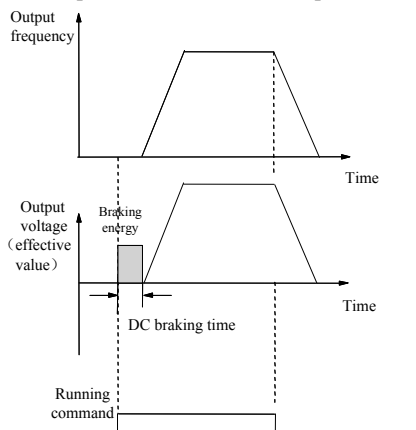 Output
frequency
Time
Output
voltage
（effective
value）
Braking
energy
Time
DC braking time
Running
command